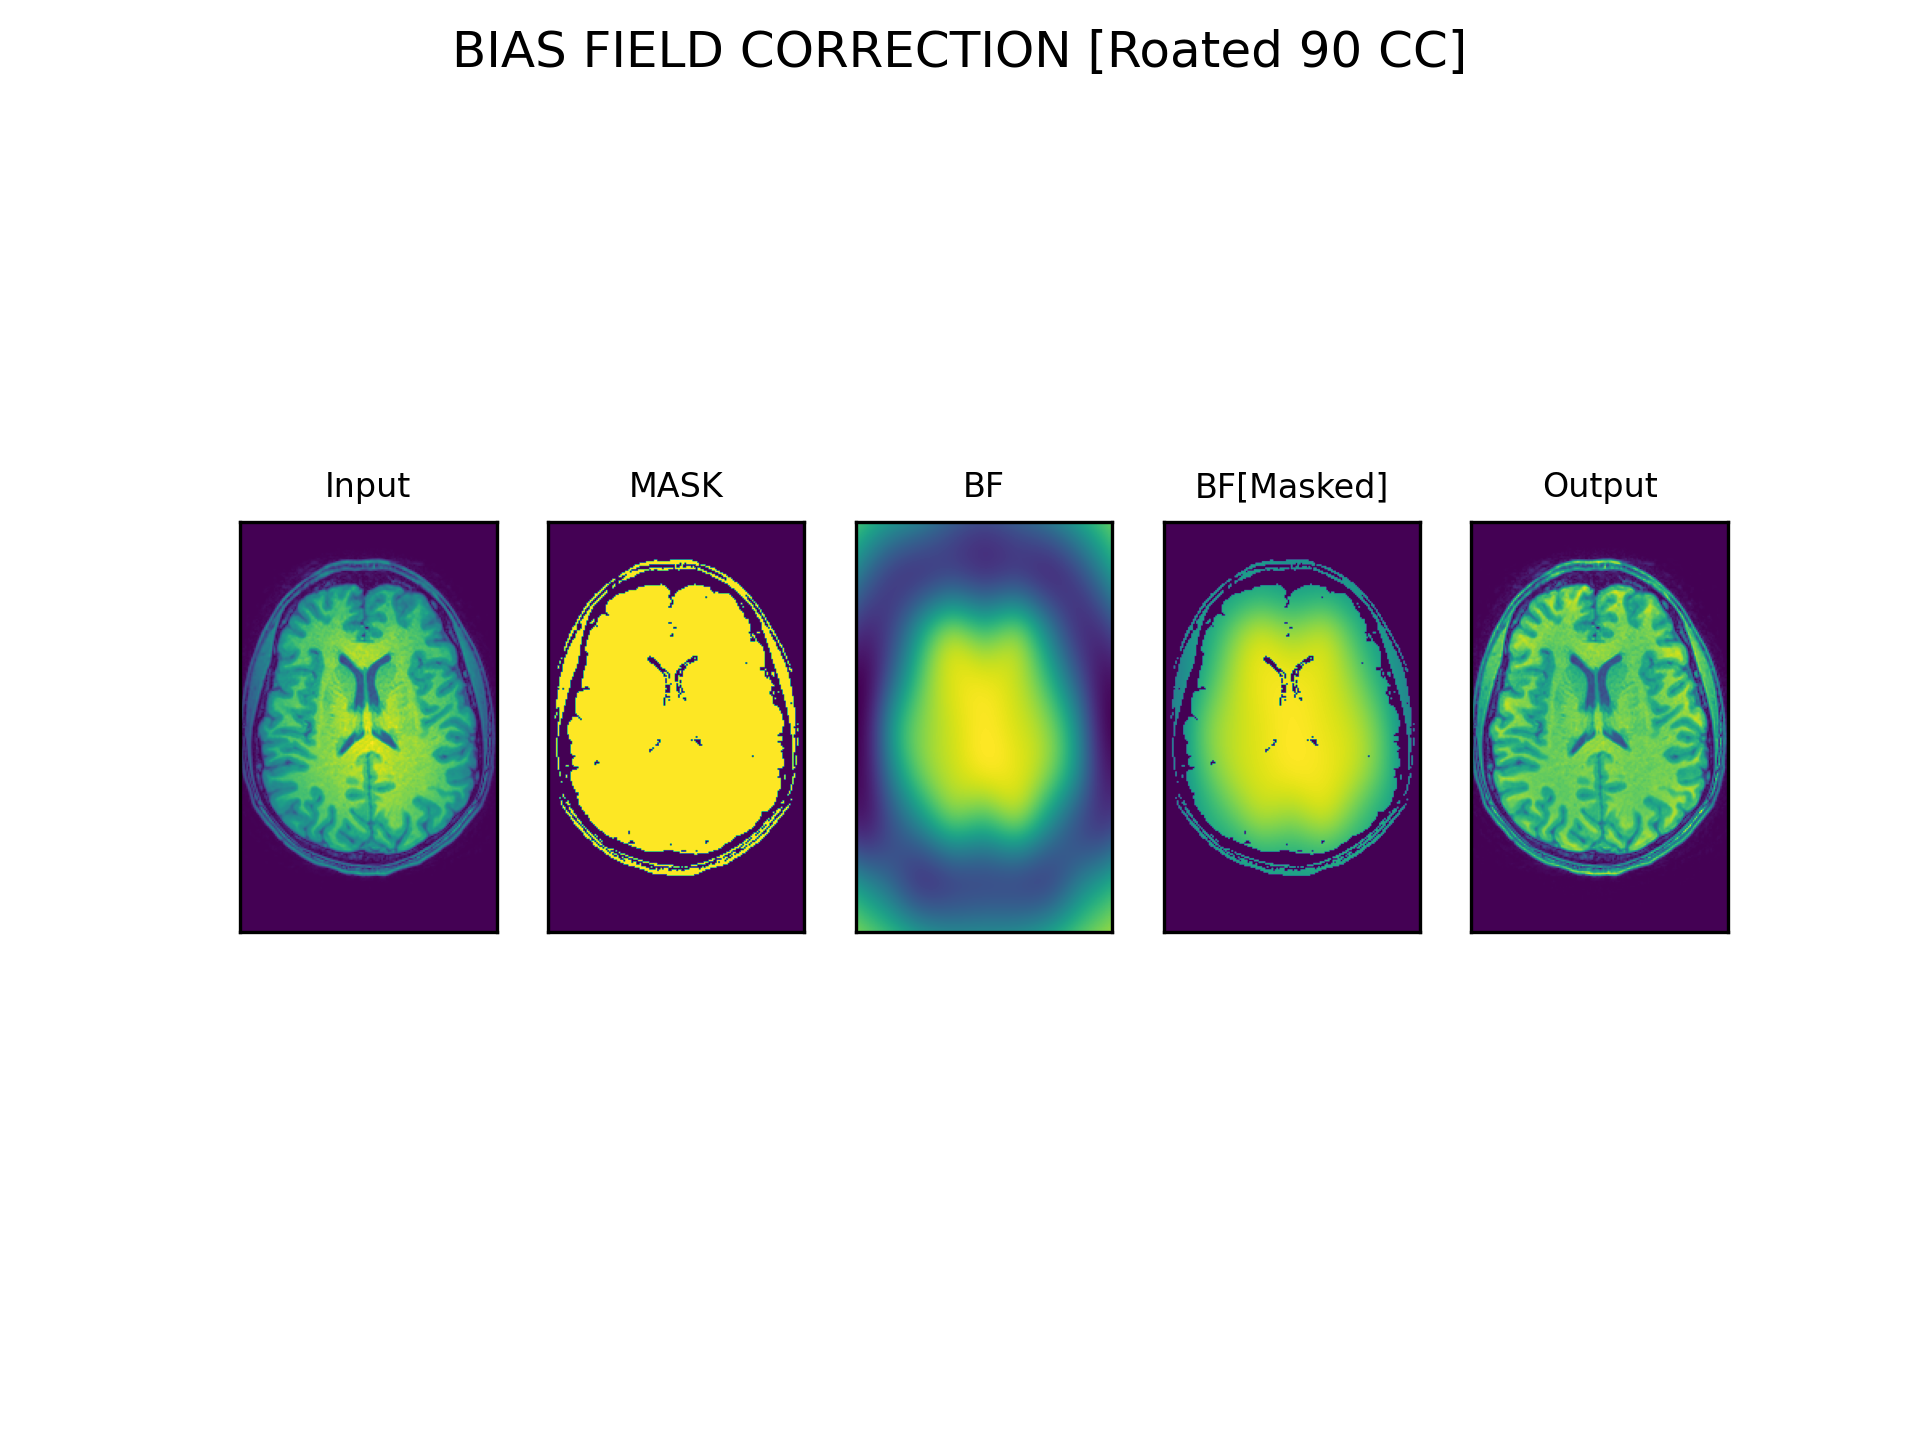 BIAS FIELD CORRECTION [Roated 90 CC]
Input
MASK
BF
BF[Masked]
Output